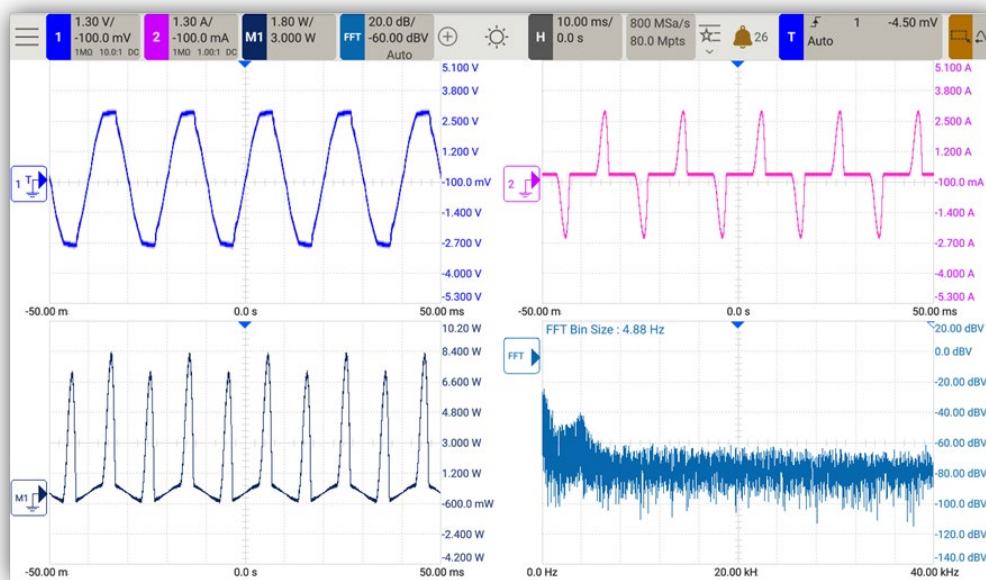 1
1.30 V/
-100.0 mV
1MΩ 10.0:1 DC
2
1.30 A/
-100.0 mA
1MΩ 1.00:1 DC
M1
1.80 W/
3.000 W
FFT
20.0 dB/
-60.00 dBV
Auto
H
10.00 ms/
0.0 s
800 MSa/s
80.0 Mpts
26
T
1
-4.50 mV
Auto
5.100 V
3.800 V
2.500 V
1.200 V
-100.0 mV
-1.400 V
-2.700 V
-4.000 V
-5.300 V
1 T
-50.00 m
0.0 s
50.00 ms
5.100 A
3.800 A
2.500 A
1.200 A
-100.0 mA
-1.400 A
-2.700 A
-4.000 A
-5.300 A
2
-50.00 m
0.0 s
50.00 ms
10.20 W
8.400 W
6.600 W
4.800 W
3.000 W
1.200 W
-600.0 mW
-2.400 W
-4.200 W
M1
-50.00 m
0.0 s
50.00 ms
FFT Bin Size : 4.88 Hz
20.00 dBV
0.0 dBV
-20.00 dBV
-40.00 dBV
-60.00 dBV
-80.00 dBV
-100.0 dBV
-120.0 dBV
-140.0 dBV
FFT
0.0 Hz
20.00 kHz
40.00 kHz